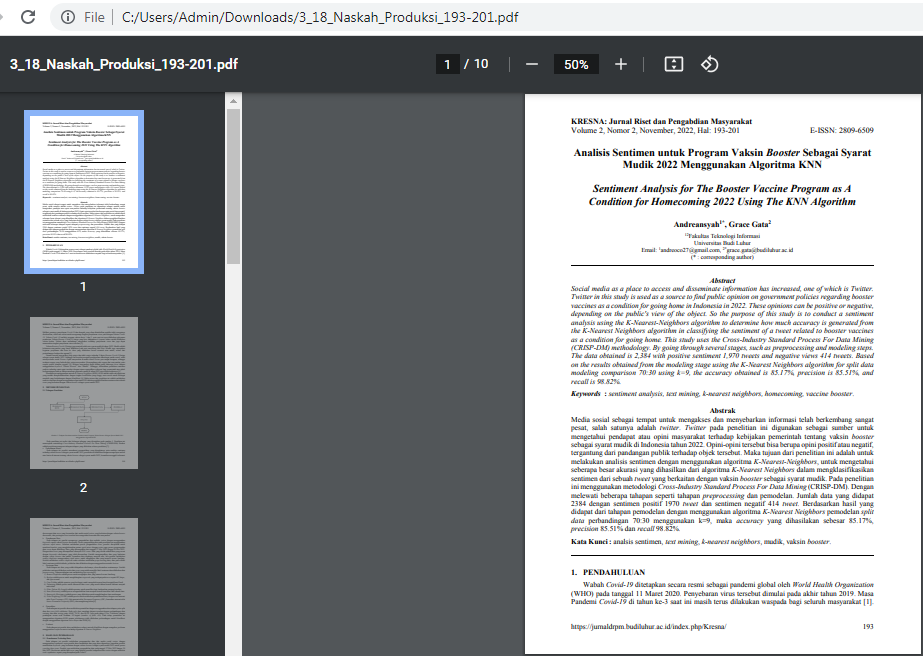 File C:/Users/Admin/Downloads/3_18_Naskah_Produksi_193-201.pdf
3_18_Naskah_Produksi_193-201.pdf
1 / 10
50%
1
2
KRESNA: Jurnal Riset dan Pengabdian Masyarakat
Volume 2, Nomor 2, November, 2022, Hal: 193-201 E-ISSN: 2809-6509
Analisis Sentimen untuk Program Vaksin Booster Sebagai Syarat
Mudik 2022 Menggunakan Algoritma KNN
Sentiment Analysis for The Booster Vaccine Program as A
Condition for Homecoming 2022 Using The KNN Algorithm
Andreansyah1*, Grace Gata2
1,2Fakultas Teknologi Informasi
Universitas Budi Luhur
Email: 1andreoco27@gmail.com, 2*grace.gata@budiluhur.ac.id
(* : corresponding author)
Abstract
Social media as a place to access and disseminate information has increased, one of which is Twitter.
Twitter in this study is used as a source to find public opinion on government policies regarding booster
vaccines as a condition for going home in Indonesia in 2022. These opinions can be positive or negative,
depending on the public's view of the object. So the purpose of this study is to conduct a sentiment
analysis using the K-Nearest-Neighbors algorithm to determine how much accuracy is generated from
the K-Nearest Neighbors algorithm in classifying the sentiment of a tweet related to booster vaccines
as a condition for going home. This study uses the Cross-Industry Standard Process For Data Mining
(CRISP-DM) methodology. By going through several stages, such as preprocessing and modeling steps.
The data obtained is 2,384 with positive sentiment 1,970 tweets and negative views 414 tweets. Based
on the results obtained from the modeling stage using the K-Nearest Neighbors algorithm for split data
modeling comparison 70:30 using k=9, the accuracy obtained is 85.17%, precision is 85.51%, and
recall is 98.82%.
Keywords : sentiment analysis, text mining, k-nearest neighbors, homecoming, vaccine booster.
Abstrak
Media sosial sebagai tempat untuk mengakses dan menyebarkan informasi telah berkembang sangat
pesat, salah satunya adalah twitter. Twitter pada penelitian ini digunakan sebagai sumber untuk
mengetahui pendapat atau opini masyarakat terhadap kebijakan pemerintah tentang vaksin booster
sebagai syarat mudik di Indonesia tahun 2022. Opini-opini tersebut bisa berupa opini positif atau negatif,
tergantung dari pandangan publik terhadap objek tersebut. Maka tujuan dari penelitian ini adalah untuk
melakukan analisis sentimen dengan menggunakan algoritma K-Nearest-Neighbors, untuk mengetahui
seberapa besar akurasi yang dihasilkan dari algoritma K-Nearest Neighbors dalam mengklasifikasikan
sentimen dari sebuah tweet yang berkaitan dengan vaksin booster sebagai syarat mudik. Pada penelitian
ini menggunakan metodologi Cross-Industry Standard Process For Data Mining (CRISP-DM). Dengan
melewati beberapa tahapan seperti tahapan preprocessing dan pemodelan. Jumlah data yang didapat
2384 dengan sentimen positif 1970 tweet dan sentimen negatif 414 tweet. Berdasarkan hasil yang
didapat dari tahapan pemodelan dengan menggunakan algoritma K-Nearest Neighbors pemodelan split
data perbandingan 70:30 menggunakan k=9, maka accuracy yang dihasilakan sebesar 85.17%,
precision 85.51% dan recall 98.82%.
Kata Kunci : analisis sentimen, text mining, k-nearest neighbors, mudik, vaksin booster.
1. PENDAHULUAN
Wabah Covid-19 ditetapkan secara resmi sebagai pandemi global oleh World Health Organization
(WHO) pada tanggal 11 Maret 2020. Penyebaran virus tersebut dimulai pada akhir tahun 2019. Masa
Pandemi Covid-19 di tahun ke-3 saat ini masih terus dilakukan waspada bagi seluruh masyarakat [1].
https://jurnaldrpm.budiluhur.ac.id/index.php/Kresna/ 193